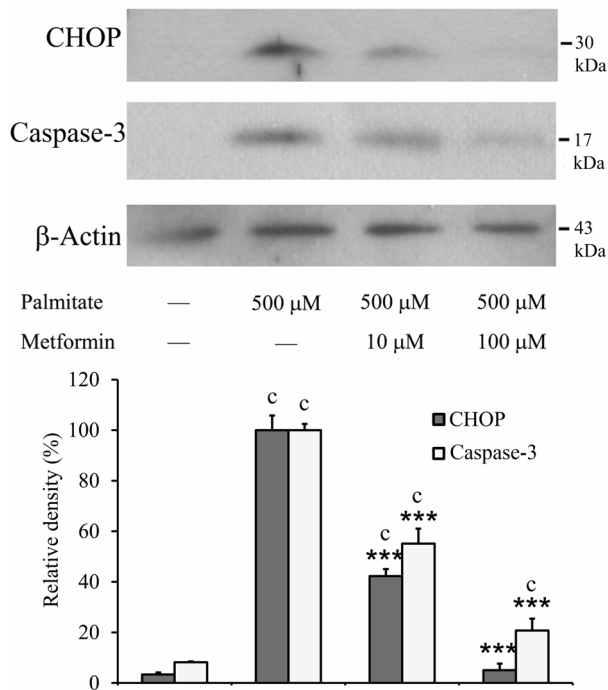 CHOP
30
kDa
Caspase-3
17
kDa
β-Actin
43
kDa
Palmitate — 500 μM 500 μM 500 μM
Metformin — — 10 μM 100 μM
Relative density (%)
120
100
80
60
40
20
0
CHOP
Caspase-3
c c
c
***
c
***
***
c
***